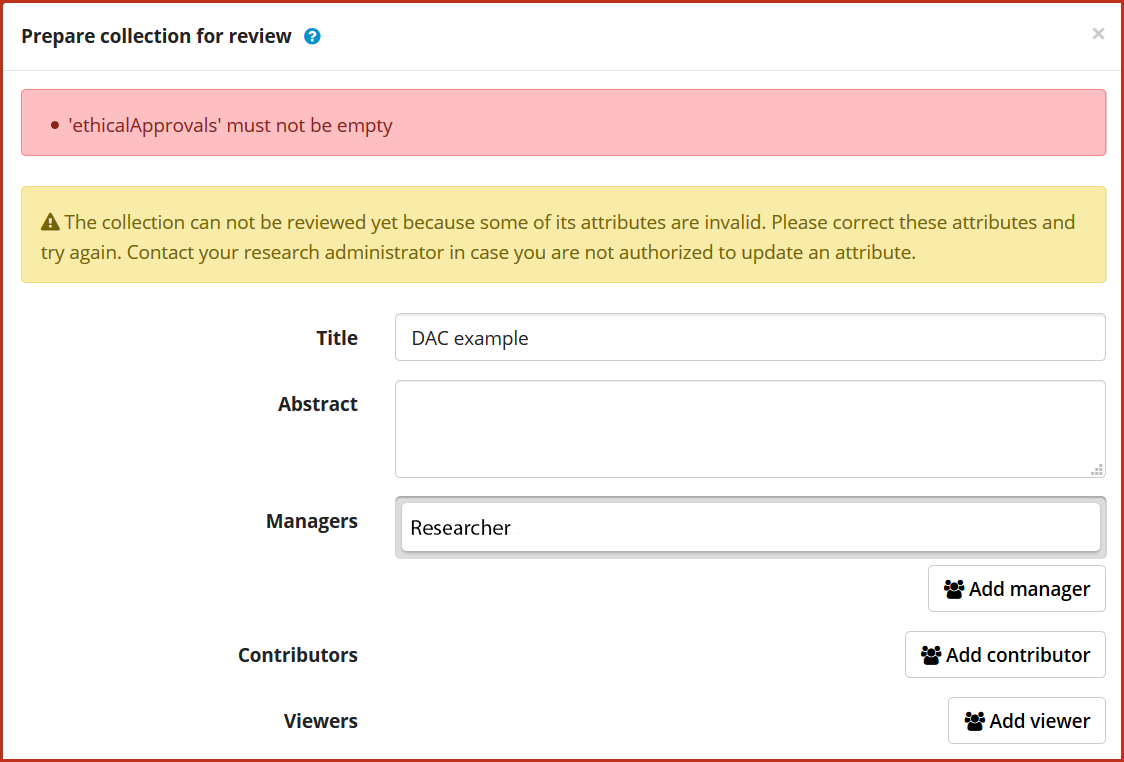 Prepare collection for review ?
×
• 'ethicalApprovals' must not be empty
The collection can not be reviewed yet because some of its attributes are invalid. Please correct these attributes and
try again. Contact your research administrator in case you are not authorized to update an attribute.
Title DAC example
Abstract
Managers Researcher
Add manager
Contributors Add contributor
Viewers Add viewer